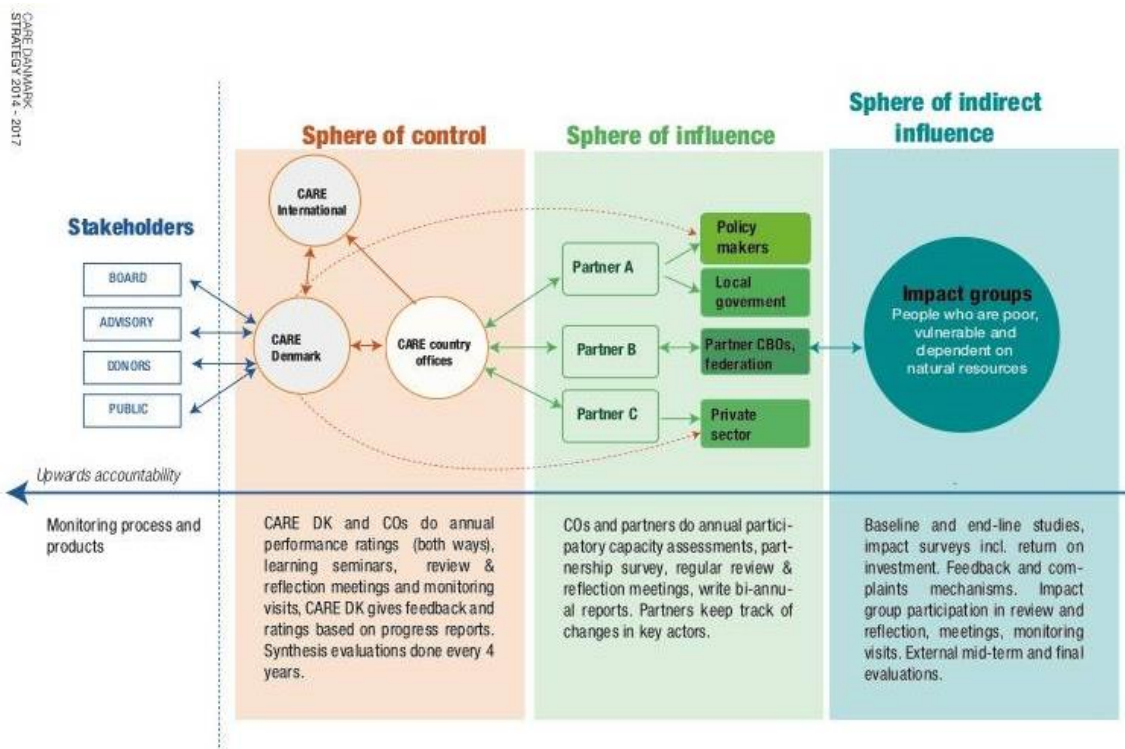 CARE DANMARK
STRATEGY 2014 - 2017
Stakeholders
BOARD
ADVISORY
DONORS
PUBLIC
Sphere of control
CARE
International
CARE
Denmark
CARE country
offices
Sphere of influence
Partner A
Partner B
Partner C
Policy
makers
Local
goverment
Partner CBOs,
federation
Private
sector
Sphere of indirect
influence
Impact groups
People who are poor,
vulnerable and
dependent on
natural resources
Upwards accountability
Monitoring process and
products
CARE DK and COs do annual
performance ratings (both ways),
learning seminars, review &
reflection meetings and monitoring
visits, CARE DK gives feedback and
ratings based on progress reports.
Synthesis evaluations done every 4
years.
COs and partners do annual partici-
patory capacity assessments, part-
nership survey, regular review &
reflection meetings, write bi-annu-
al reports. Partners keep track of
changes in key actors.
Baseline and end-line studies,
impact surveys incl. return on
investment. Feedback and com-
plaints mechanisms. Impact
group participation in review and
reflection, meetings, monitoring
visits. External mid-term and final
evaluations.